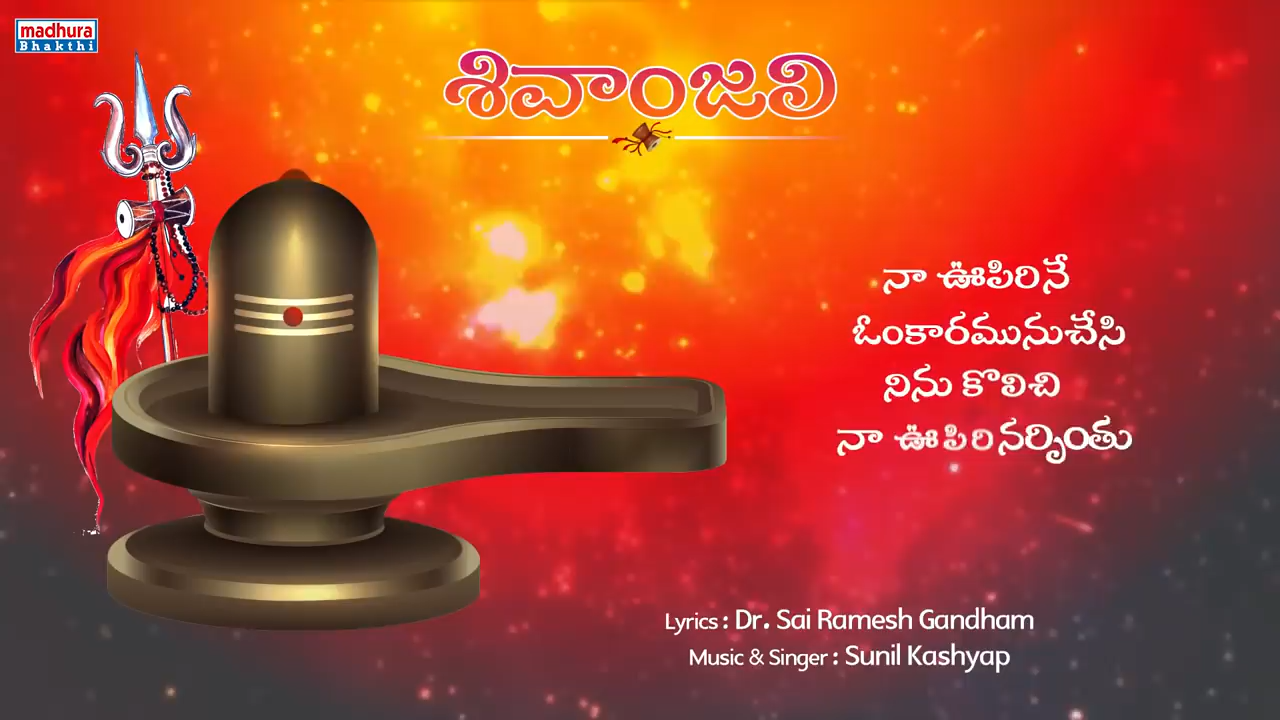 madhura
Bhakthi
శివాంజలి
నా ఊపిరినే
ఓంకారమునుచేసి
నిను కొలిచి
నా ఊపిరినర్పింతు
Lyrics : Dr. Sai Ramesh Gandham
Music & Singer : Sunil Kashyap